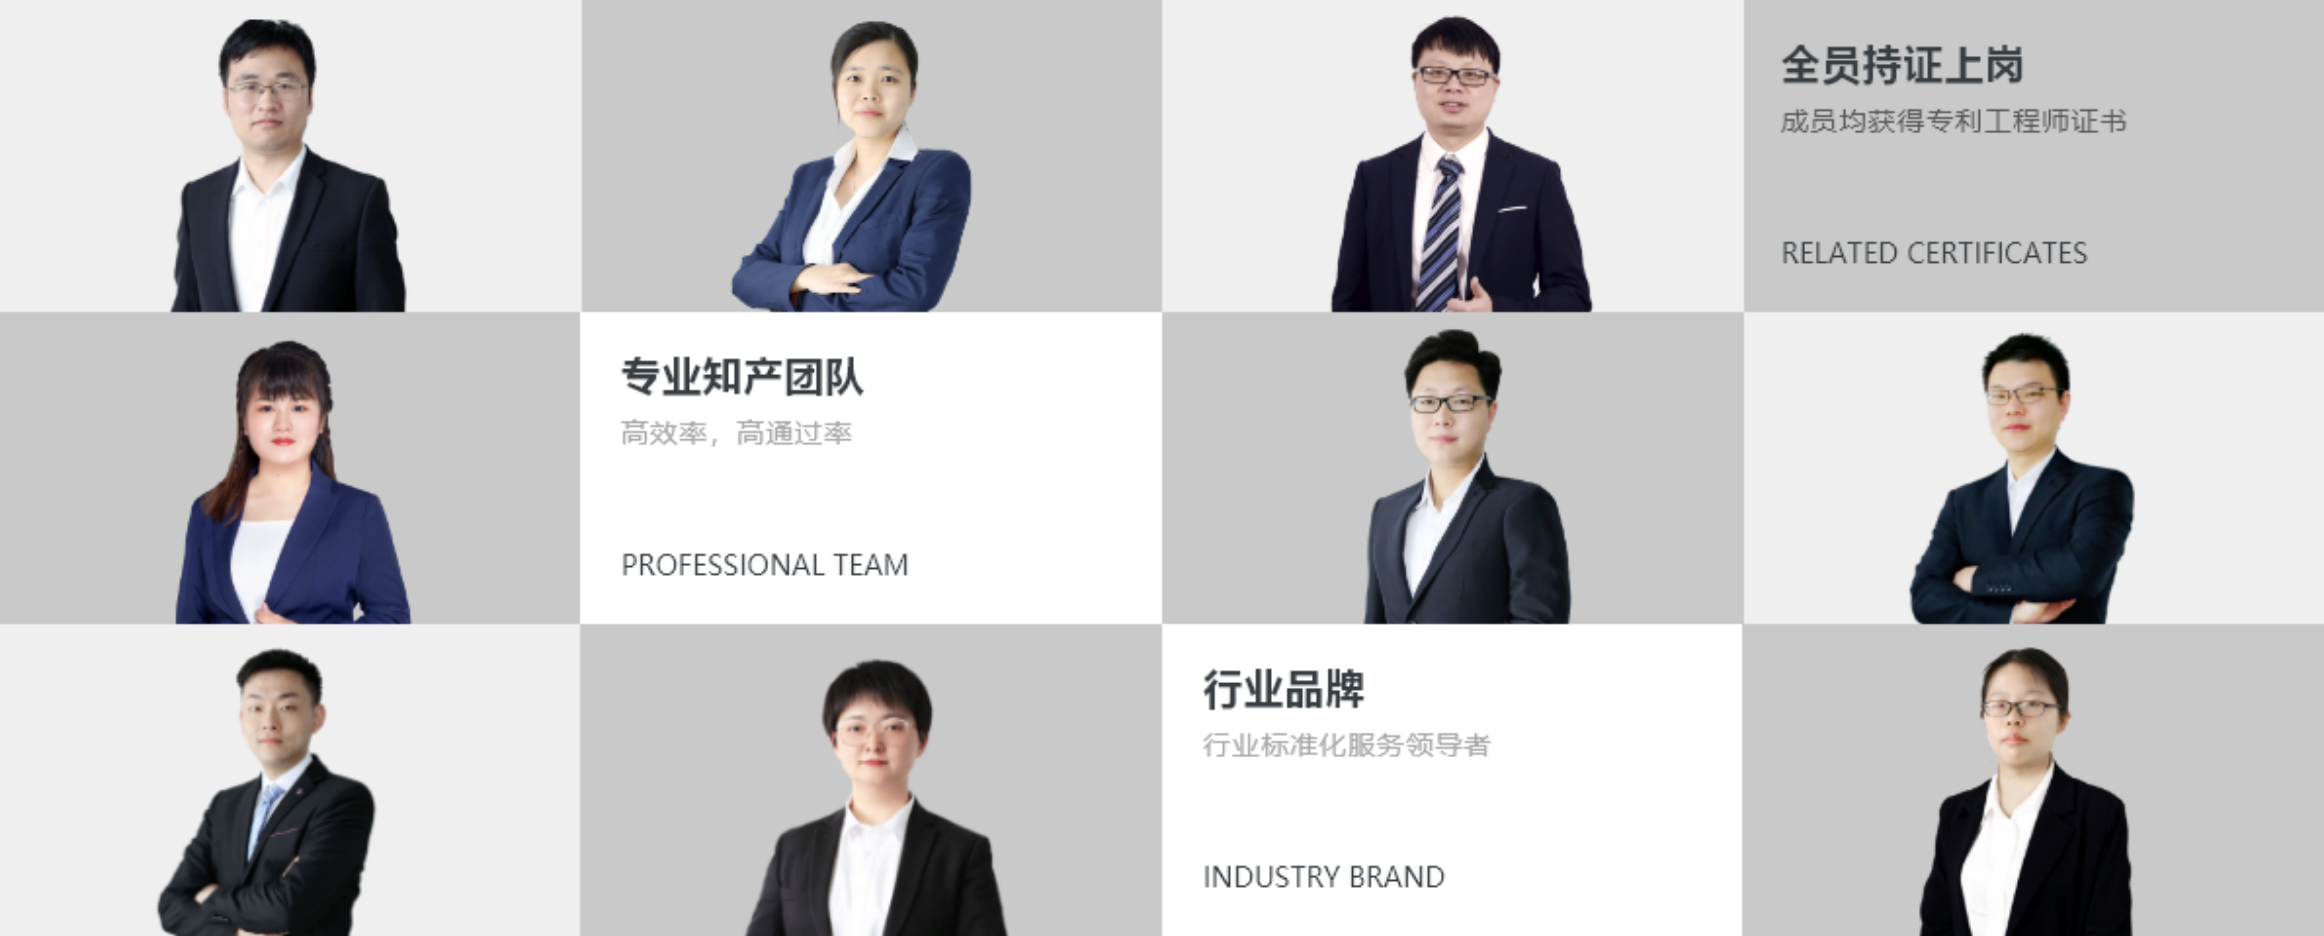 全员持证上岗
成员均获得专利工程师证书
RELATED CERTIFICATES
专业知产团队
高效率，高通过率
PROFESSIONAL TEAM
行业品牌
行业标准化服务领导者
INDUSTRY BRAND